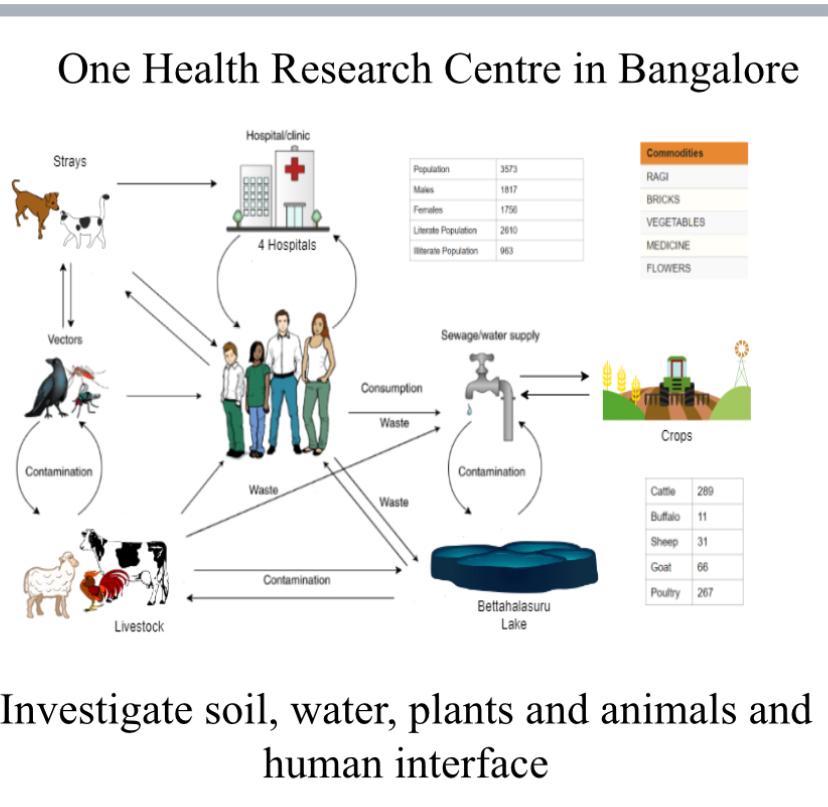 One Health Research Centre in Bangalore
Hospital/clinic
Strays
4 Hospitals
Population 3573
Males 1817
Females 1756
Literate Population 2610
Illiterate Population 963
Commodities
RAGI
BRICKS
VEGETABLES
MEDICINE
FLOWERS
Vectors
Sewage/water supply
Consumption
Waste
Crops
Contamination
Waste
Waste
Contamination
Contamination
Livestock
Bettahalasuru
Lake
Cattle 289
Buffalo 11
Sheep 31
Goat 66
Poultry 267
Investigate soil, water, plants and animals and
human interface